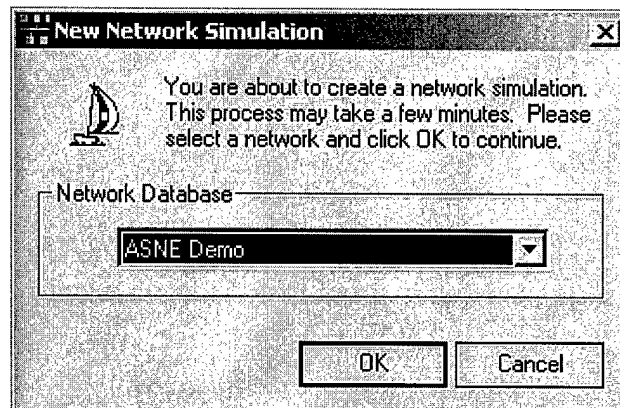 New Network Simulation
You are about to create a network simulation.
This process may take a few minutes. Please
select a network and click OK to continue.
Network Database
ASNE Demo
OK
Cancel